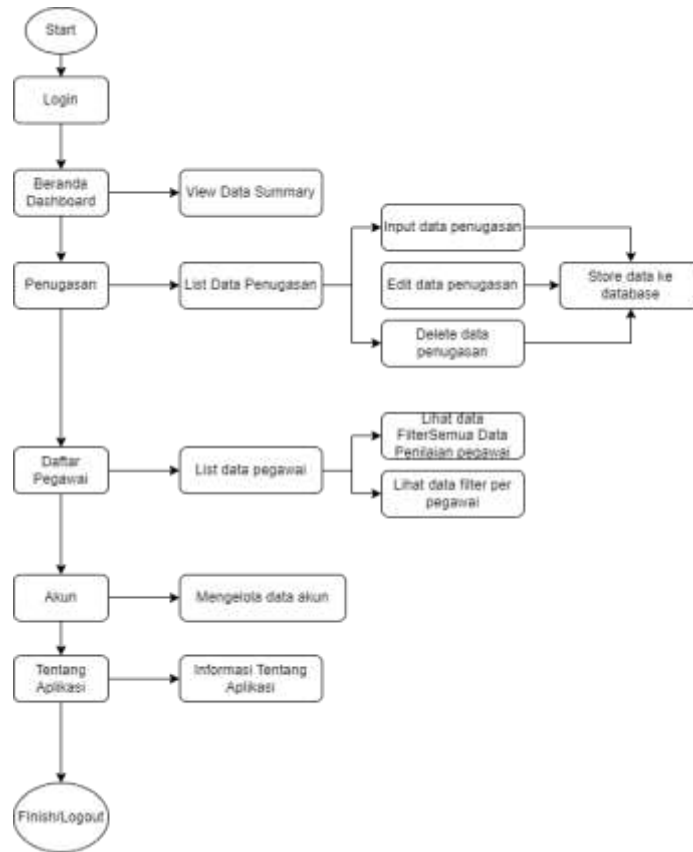 Start
Login
Beranda
Dashboard
View Data Summary
Input data penugasan
Penugasan
List Data Penugasan
Edit data penugasan
Store data ke
database
Delete data
penugasan
Daftar
Pegawai
List data pegawai
Lihat data
FilterSemua Data
Penilaian pegawai
Lihat data filter per
pegawai
Akun
Mengelola data akun
Tentang
Aplikasi
Informasi Tentang
Aplikasi
Finish/Logout